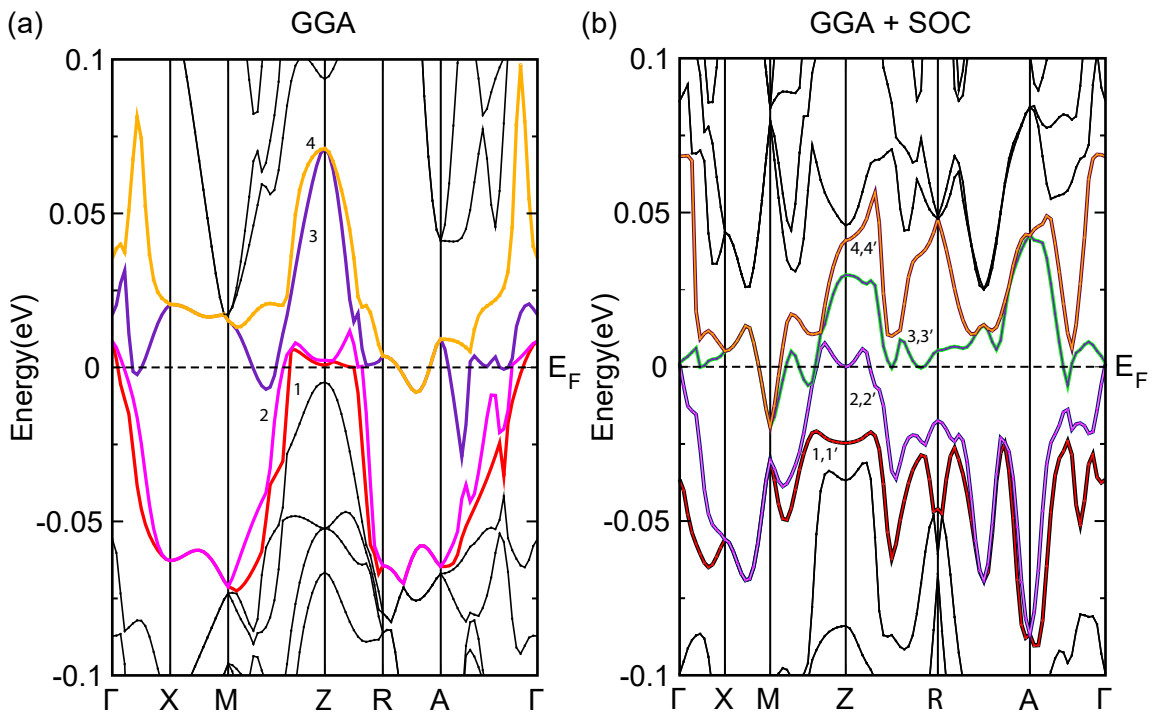 (a) GGA
0.1
0.05
0
-0.05
-0.1
Energy(eV)
4
3
2
1
E_F
Γ X M Z R A Γ
(b) GGA + SOC
0.1
0.05
0
-0.05
-0.1
Energy(eV)
4,4′
3,3′
2,2′
1,1′
E_F
Γ X M Z R A Γ